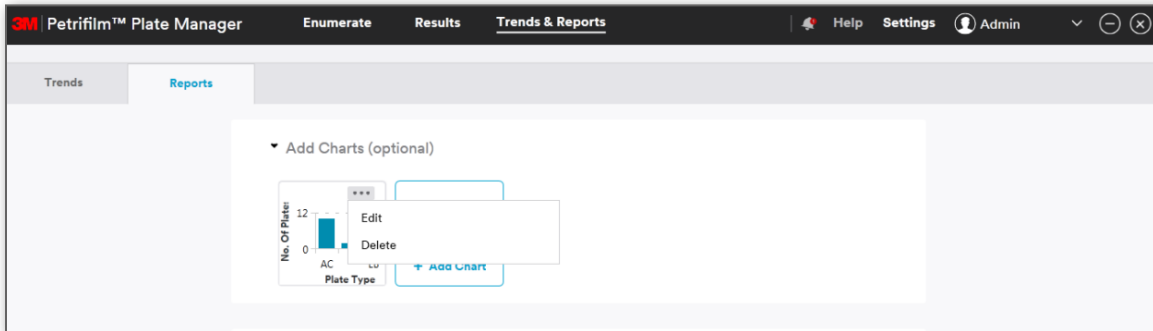 3M Petrifilm™ Plate Manager Enumerate Results Trends & Reports Help Settings Admin
Trends Reports
Add Charts (optional)
No. Of Plates
12
0
AC
Plate Type
Edit
Delete
+ Add Chart